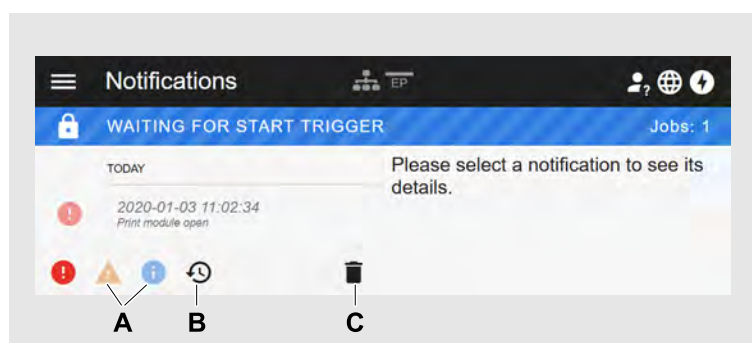 Notifications
EP
?
WAITING FOR START TRIGGER
Jobs: 1
TODAY
Please select a notification to see its
details.
2020-01-03 11:02:34
Print module open
A
B
C